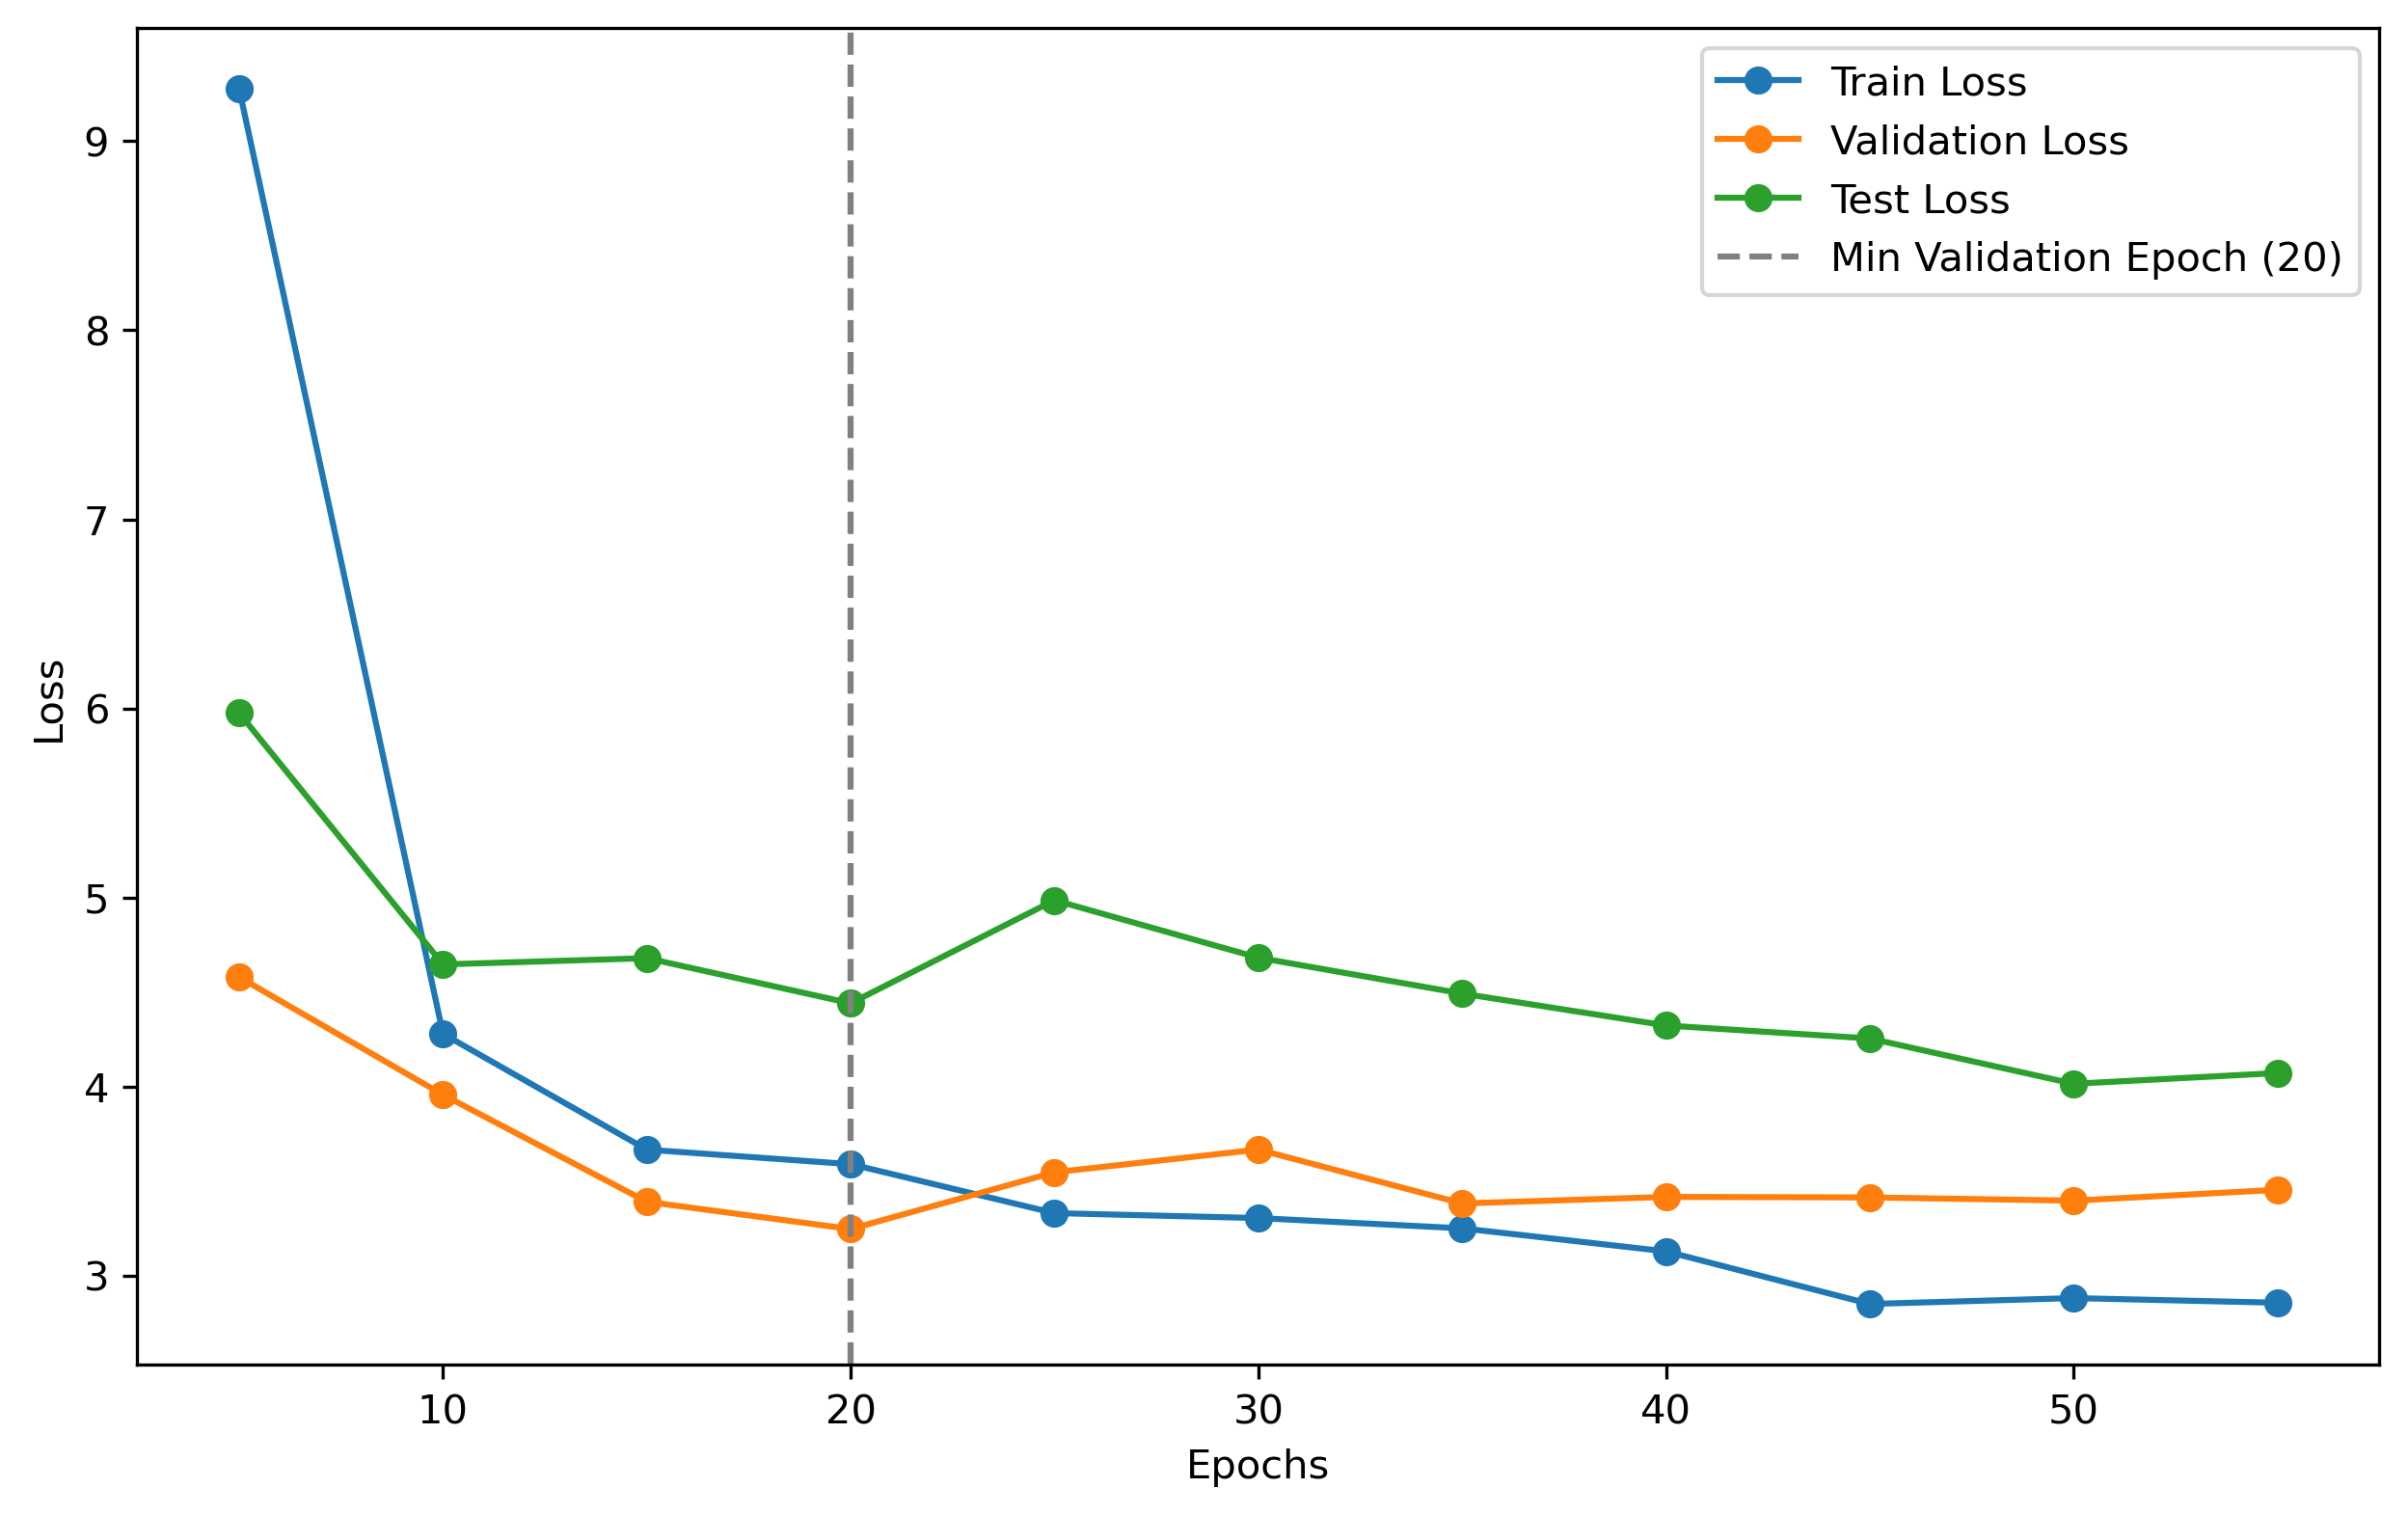 Train Loss
Validation Loss
Test Loss
Min Validation Epoch (20)
9
8
7
6
5
4
3
Loss
10 20 30 40 50
Epochs